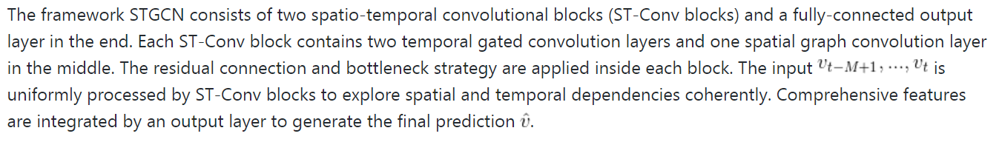 The framework STGCN consists of two spatio-temporal convolutional blocks (ST-Conv blocks) and a fully-connected output
layer in the end. Each ST-Conv block contains two temporal gated convolution layers and one spatial graph convolution layer
in the middle. The residual connection and bottleneck strategy are applied inside each block. The input v_{t−M+1}, ..., v_t is
uniformly processed by ST-Conv blocks to explore spatial and temporal dependencies coherently. Comprehensive features
are integrated by an output layer to generate the final prediction v̂.